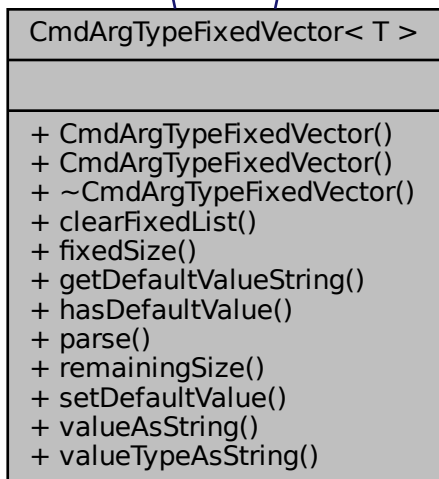 CmdArgTypeFixedVector< T >
+ CmdArgTypeFixedVector()
+ CmdArgTypeFixedVector()
+ ~CmdArgTypeFixedVector()
+ clearFixedList()
+ fixedSize()
+ getDefaultValueString()
+ hasDefaultValue()
+ parse()
+ remainingSize()
+ setDefaultValue()
+ valueAsString()
+ valueTypeAsString()